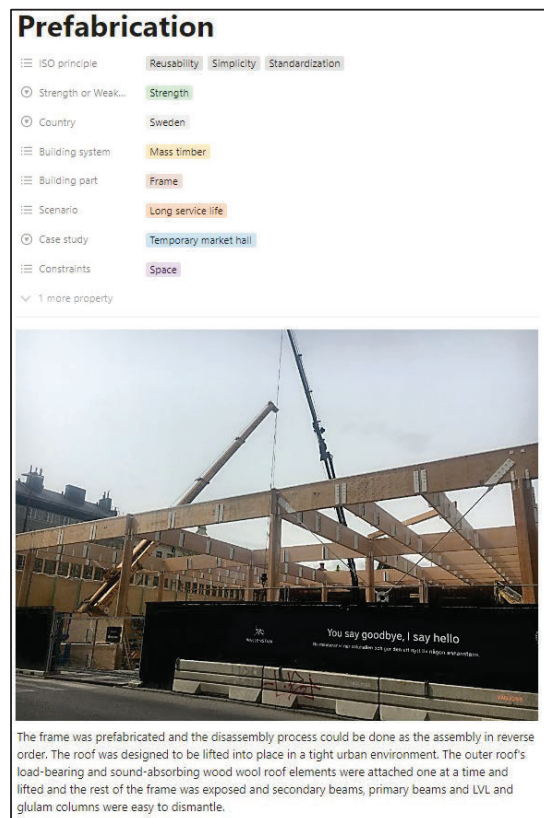 Prefabrication
ISO principle Reusability Simplicity Standardization
Strength or Weak... Strength
Country Sweden
Building system Mass timber
Building part Frame
Scenario Long service life
Case study Temporary market hall
Constraints Space
1 more property
You say goodbye, I say hello
The frame was prefabricated and the disassembly process could be done as the assembly in reverse
order. The roof was designed to be lifted into place in a tight urban environment. The outer roof's
load-bearing and sound-absorbing wood wool roof elements were attached one at a time and
lifted and the rest of the frame was exposed and secondary beams, primary beams and LVL and
glulam columns were easy to dismantle.